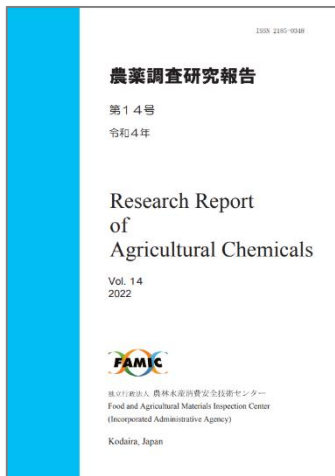 ISSN 2185-0348
農薬調査研究報告
第14号
令和4年
Research Report
of
Agricultural Chemicals
Vol. 14
2022
FAMIC
独立行政法人 農林水産消費安全技術センター
Food and Agricultural Materials Inspection Center
(Incorporated Administrative Agency)
Kodaira, Japan